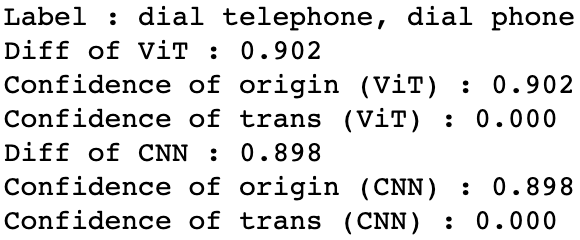 Label : dial telephone, dial phone
Diff of ViT : 0.902
Confidence of origin (ViT) : 0.902
Confidence of trans (ViT) : 0.000
Diff of CNN : 0.898
Confidence of origin (CNN) : 0.898
Confidence of trans (CNN) : 0.000